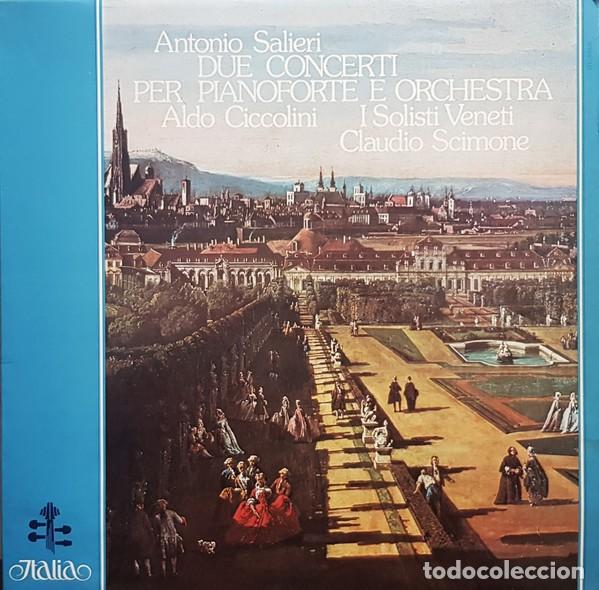 Antonio Salieri
DUE CONCERTI
PER PIANOFORTE E ORCHESTRA
Aldo Ciccolini I Solisti Veneti
Claudio Scimone
Italia
todocoleccion